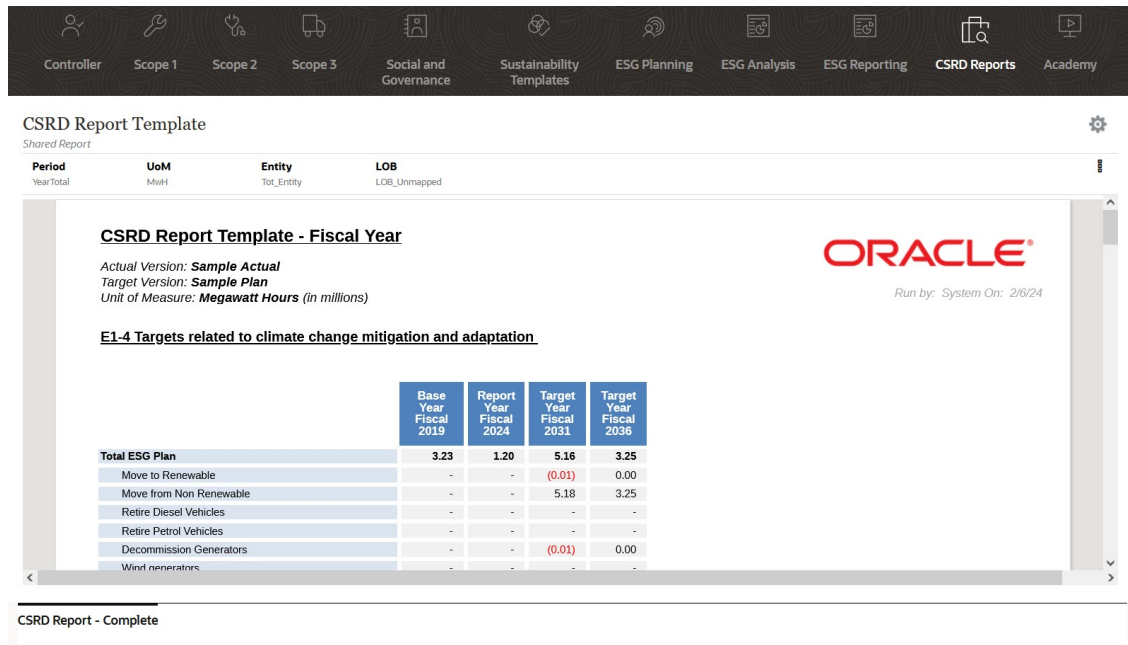 Controller
Scope 1
Scope 2
Scope 3
Social and
Governance
Sustainability
Templates
ESG Planning
ESG Analysis
ESG Reporting
CSRD Reports
Academy
CSRD Report Template
Shared Report
Period UoM Entity LOB
YearTotal MwH Tot_Entity LOB_Unmapped
CSRD Report Template - Fiscal Year
ORACLE
Actual Version: Sample Actual
Target Version: Sample Plan
Unit of Measure: Megawatt Hours (in millions)
Run by: System On: 2/6/24
E1-4 Targets related to climate change mitigation and adaptation
Base Report Target Target
Year Year Year Year
Fiscal Fiscal Fiscal Fiscal
2019 2024 2031 2036
Total ESG Plan 3.23 1.20 5.16 3.25
Move to Renewable - - (0.01) 0.00
Move from Non Renewable - - 5.18 3.25
Retire Diesel Vehicles - - - -
Retire Petrol Vehicles - - - -
Decommission Generators - - (0.01) 0.00
Wind generators - - - -
CSRD Report - Complete